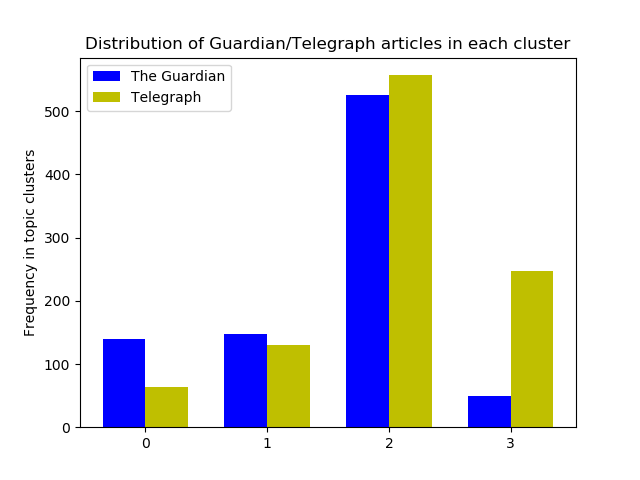 Distribution of Guardian/Telegraph articles in each cluster
The Guardian
Telegraph
Frequency in topic clusters
500
400
300
200
100
0
0 1 2 3